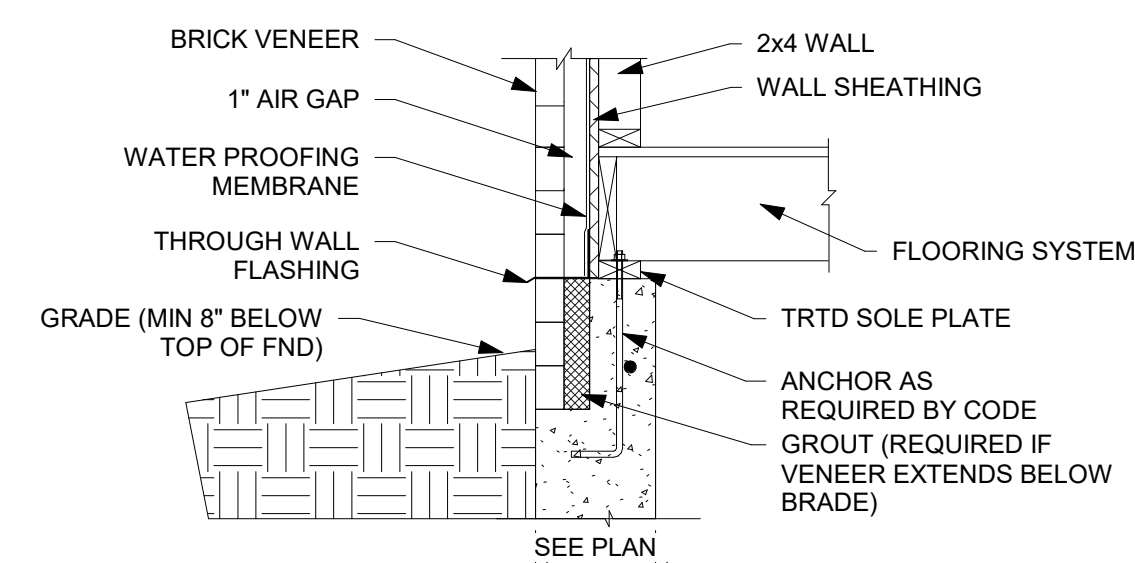 BRICK VENEER
1" AIR GAP
WATER PROOFING
MEMBRANE
THROUGH WALL
FLASHING
GRADE (MIN 8" BELOW
TOP OF FND)
2x4 WALL
WALL SHEATHING
FLOORING SYSTEM
TRTD SOLE PLATE
ANCHOR AS
REQUIRED BY CODE
GROUT (REQUIRED IF
VENEER EXTENDS BELOW
BRADE)
SEE PLAN